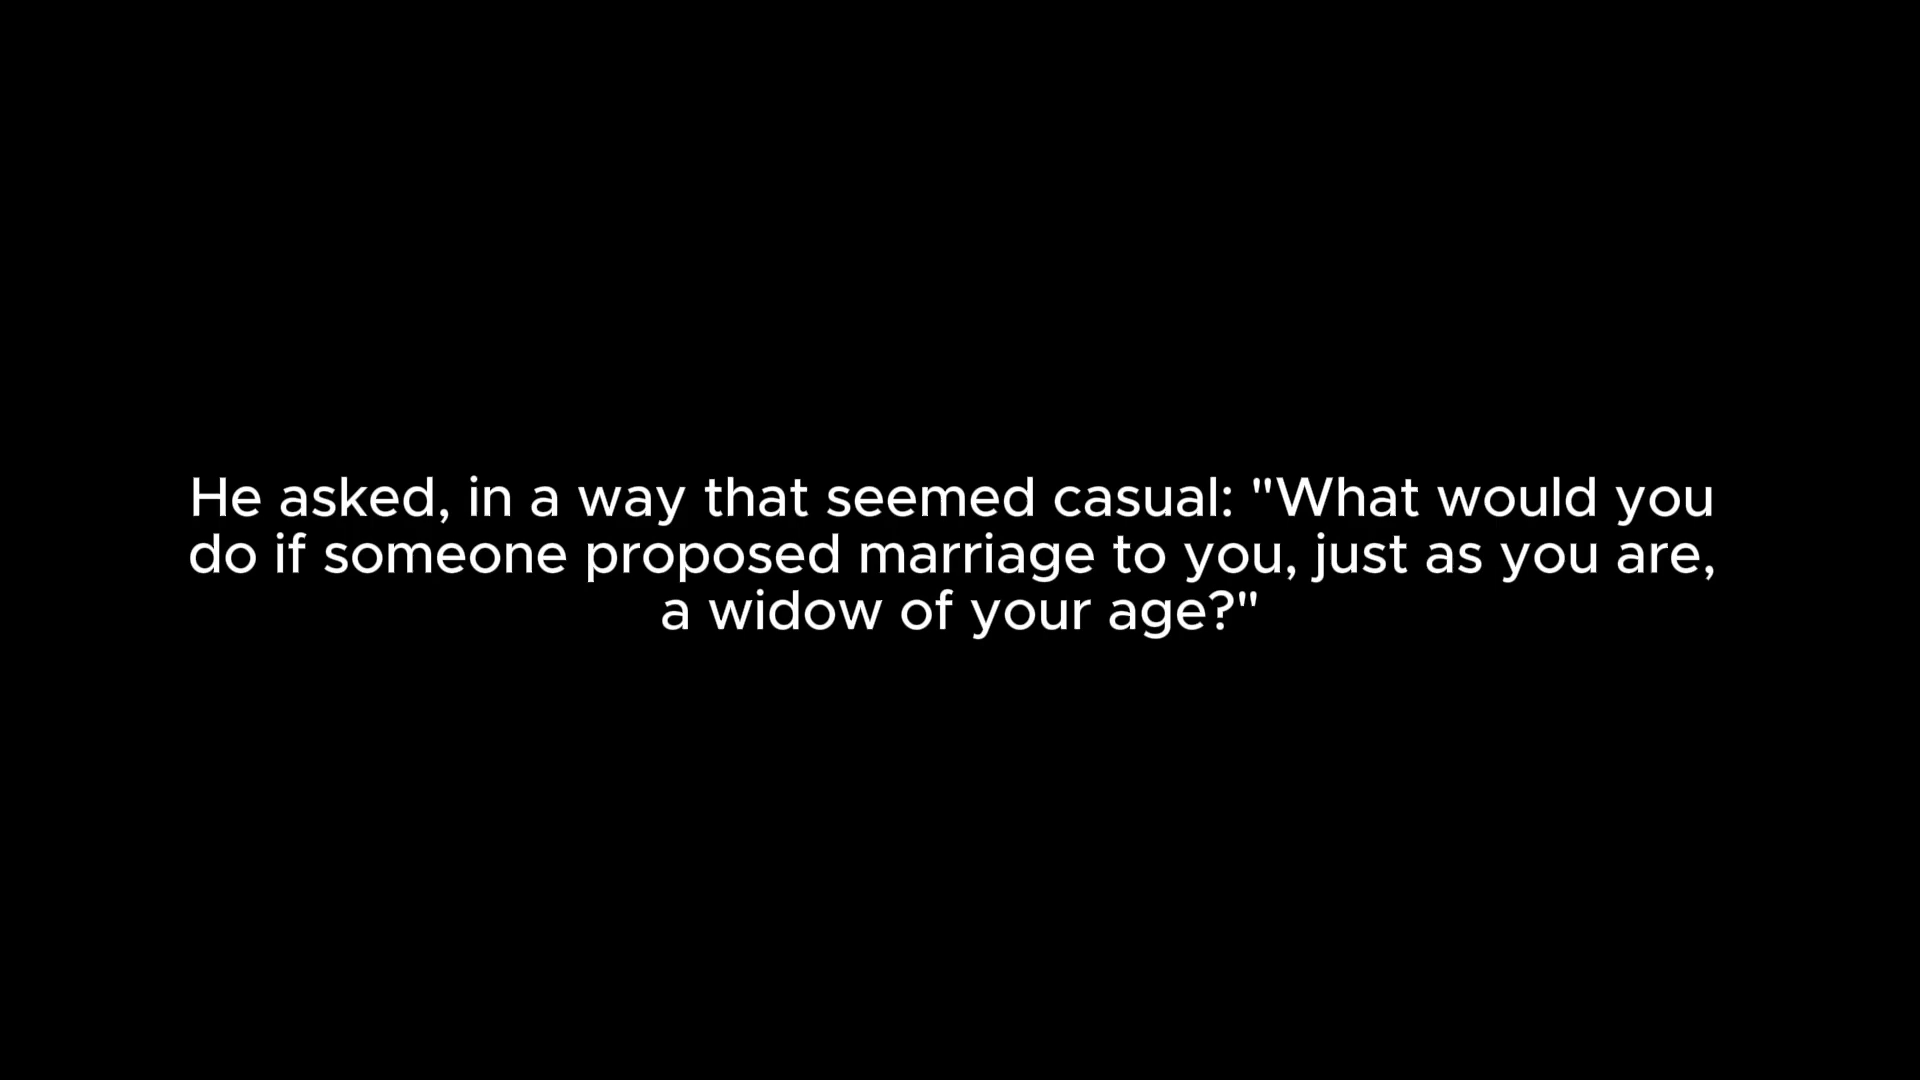 He asked, in a way that seemed casual: "What would you
do if someone proposed marriage to you, just as you are,
a widow of your age?"